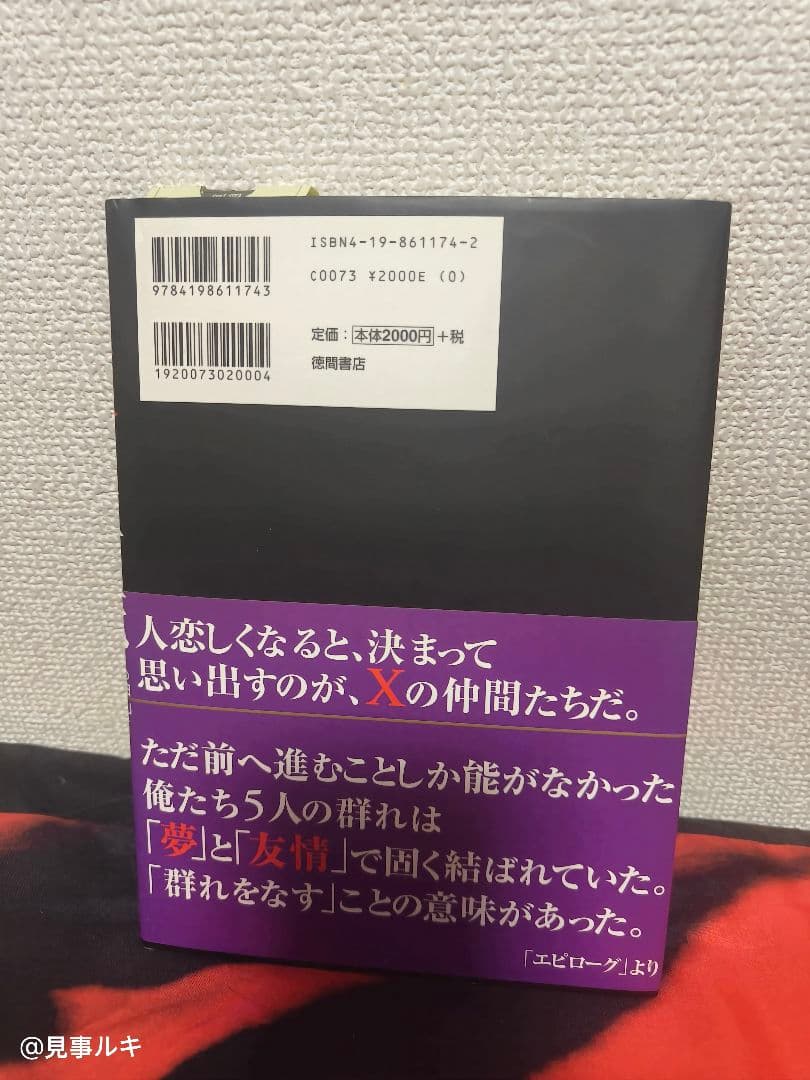 ISBN4-19-861174-2
C0073 ¥2000E (0)
9784198611743
定価：本体2000円+税
徳間書店
1920073020004
人恋しくなると、決まって
思い出すのが、Xの仲間たちだ。
ただ前へ進むことしか能がなかった
俺たち5人の群れは
「夢」と「友情」で固く結ばれていた。
「群れをなす」ことの意味があった。
「エピローグ」より
@見事ルキ